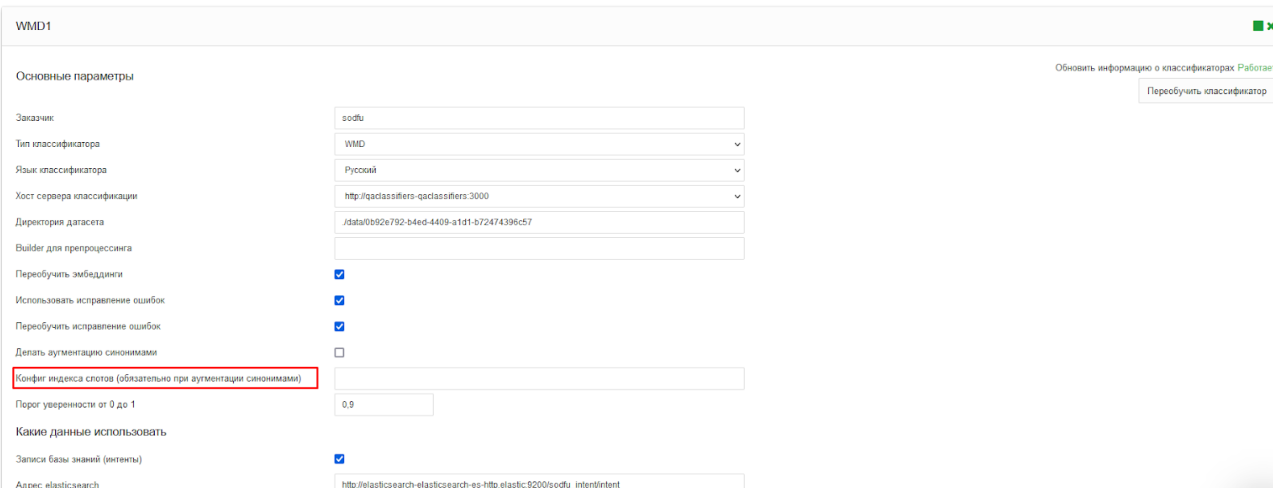 WMD1
Основные параметры
Обновить информацию о классификаторах Работает
Переобучить классификатор
Заказчик sodfu
Тип классификатора WMD
Язык классификатора Русский
Хост сервера классификации http://qaclassifiers-qaclassifiers:3000
Директория датасета ./data/0b92e792-b4ed-4409-a1d1-b72474396c57
Builder для препроцессинга
Переобучить эмбеддинги
Использовать исправление ошибок
Переобучить исправление ошибок
Делать аугментацию синонимами
Конфиг индекса слотов (обязательно при аугментации синонимами)
Порог уверенности от 0 до 1 0,9
Какие данные использовать
Записи базы знаний (интенты)
Адрес elasticsearch http://elasticsearch-elasticsearch-es-http.elastic:9200/sodfu_intent/intent